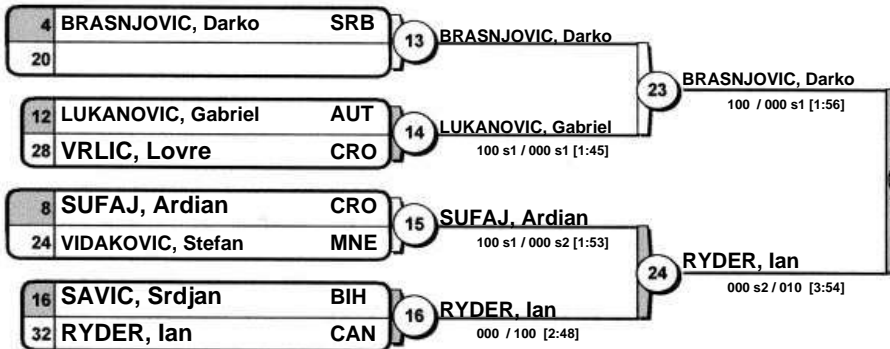 4 BRASNJOVIC, Darko SRB
20
13 BRASNJOVIC, Darko
12 LUKANOVIC, Gabriel AUT
28 VRLIC, Lovre CRO
14 LUKANOVIC, Gabriel
100 s1 / 000 s1 [1:45]
23 BRASNJOVIC, Darko
100 / 000 s1 [1:56]
8 SUFAJ, Ardian CRO
24 VIDAKOVIC, Stefan MNE
15 SUFAJ, Ardian
100 s1 / 000 s2 [1:53]
16 SAVIC, Srdjan BIH
32 RYDER, Ian CAN
16 RYDER, Ian
000 / 100 [2:48]
24 RYDER, Ian
000 s2 / 010 [3:54]